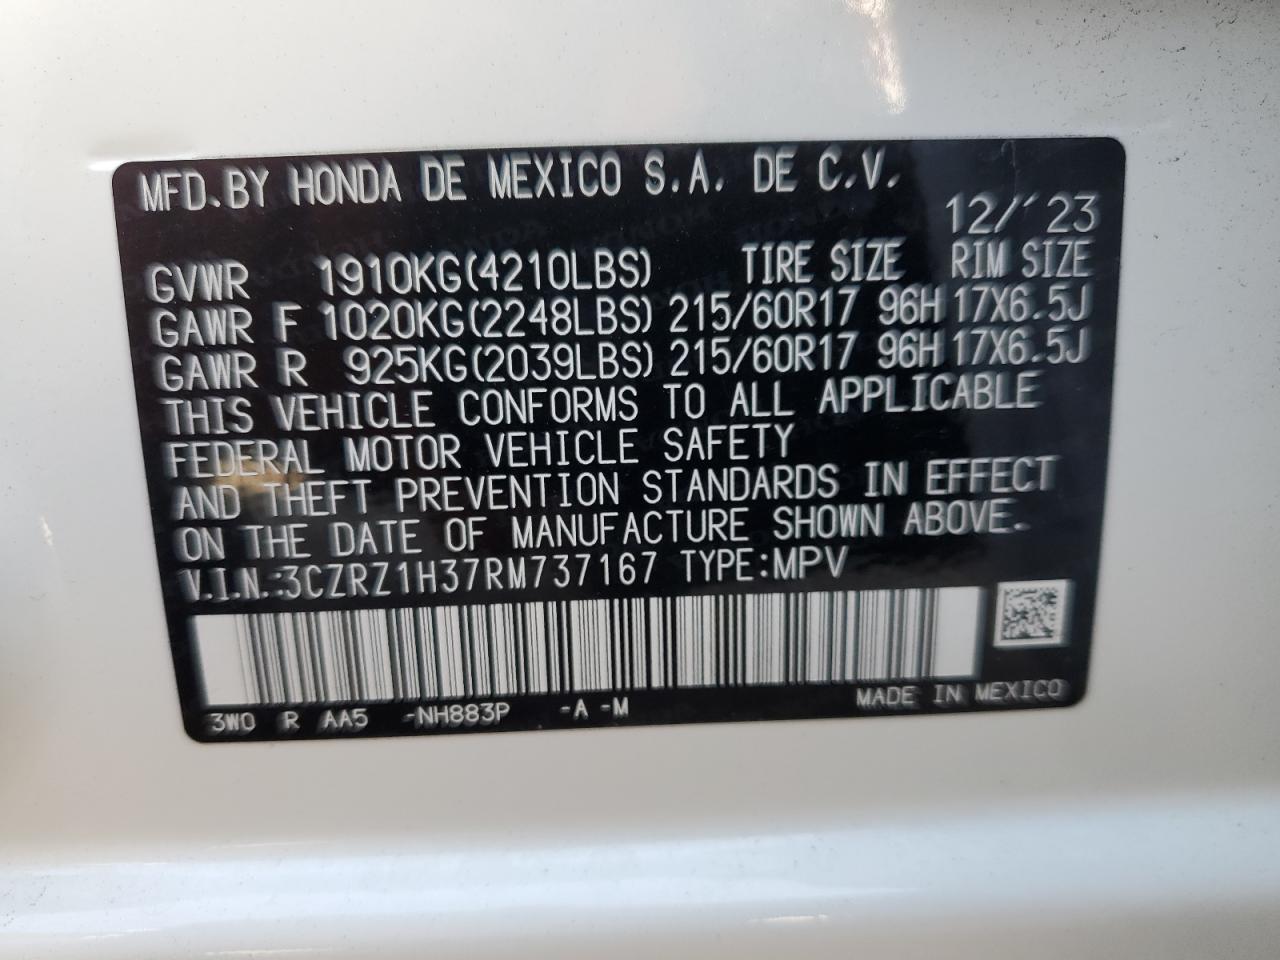 MFD.BY HONDA DE MEXICO S.A. DE C.V.
12/'23
GVWR 1910KG(4210LBS) TIRE SIZE RIM SIZE
GAWR F 1020KG(2248LBS) 215/60R17 96H 17X6.5J
GAWR R 925KG(2039LBS) 215/60R17 96H 17X6.5J
THIS VEHICLE CONFORMS TO ALL APPLICABLE
FEDERAL MOTOR VEHICLE SAFETY
AND THEFT PREVENTION STANDARDS IN EFFECT
ON THE DATE OF MANUFACTURE SHOWN ABOVE.
V.I.N.:3CZRZ1H37RM737167 TYPE:MPV
3W0 R AA5 -NH883P -A -M MADE IN MEXICO